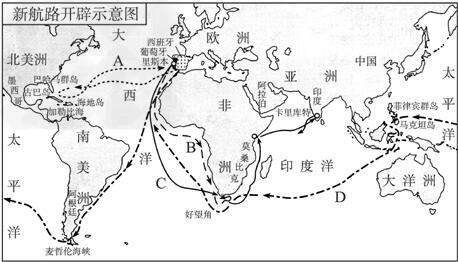 新航路开辟示意图
大
西
洋
北美洲
墨西哥
巴哈马群岛
古巴岛
海地岛
加勒比海
A
西班牙
葡萄牙
里斯本
欧洲
亚洲
中国
阿拉伯
印度
卡里库特
菲律宾群岛
马克坦岛
非
洲
莫桑比克
B
C
好望角
印度洋
D
大洋洲
南
美
洲
阿根廷
麦哲伦海峡
太
平
洋
太
平
洋